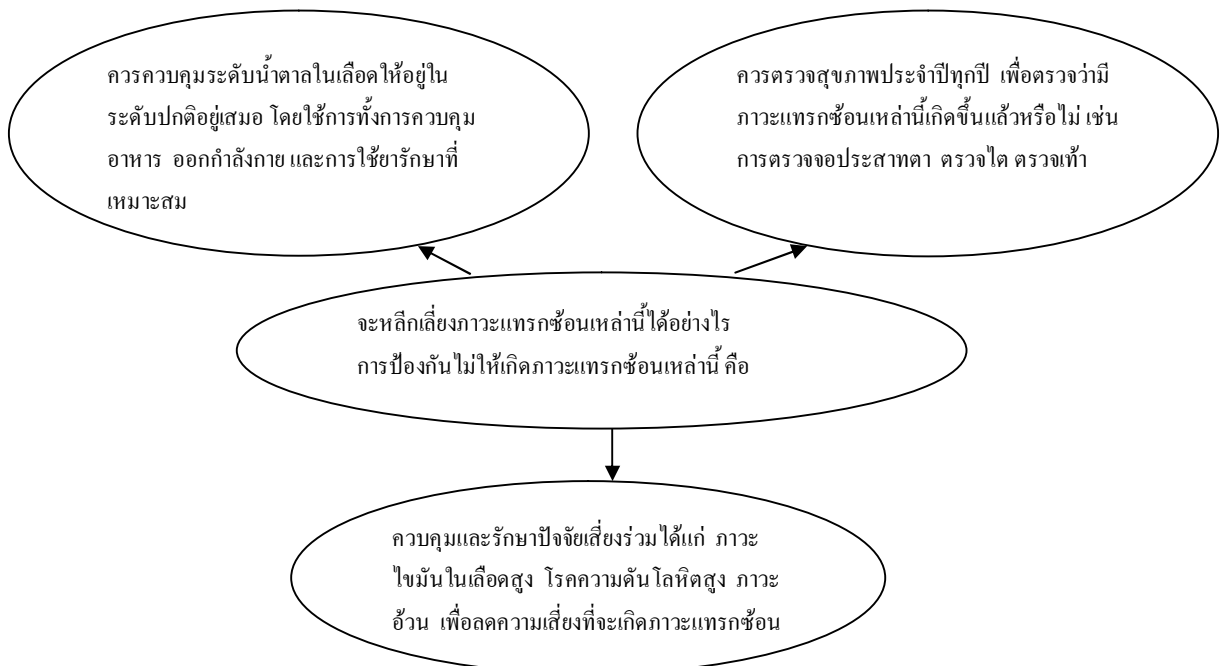 ควรควบคุมระดับน้ำตาลในเลือดให้อยู่ใน
ระดับปกติอยู่เสมอ โดยใช้การทั้งการควบคุม
อาหาร ออกกำลังกาย และการใช้ยารักษาที่
เหมาะสม
ควรตรวจสุขภาพประจำปีทุกปี เพื่อตรวจว่ามี
ภาวะแทรกซ้อนเหล่านี้เกิดขึ้นแล้วหรือไม่ เช่น
การตรวจจอประสาทตา ตรวจไต ตรวจเท้า
จะหลีกเลี่ยงภาวะแทรกซ้อนเหล่านี้ได้อย่างไร
การป้องกันไม่ให้เกิดภาวะแทรกซ้อนเหล่านี้ คือ
ควบคุมและรักษาปัจจัยเสี่ยงร่วมได้แก่ ภาวะ
ไขมันในเลือดสูง โรคความดันโลหิตสูง ภาวะ
อ้วน เพื่อลดความเสี่ยงที่จะเกิดภาวะแทรกซ้อน